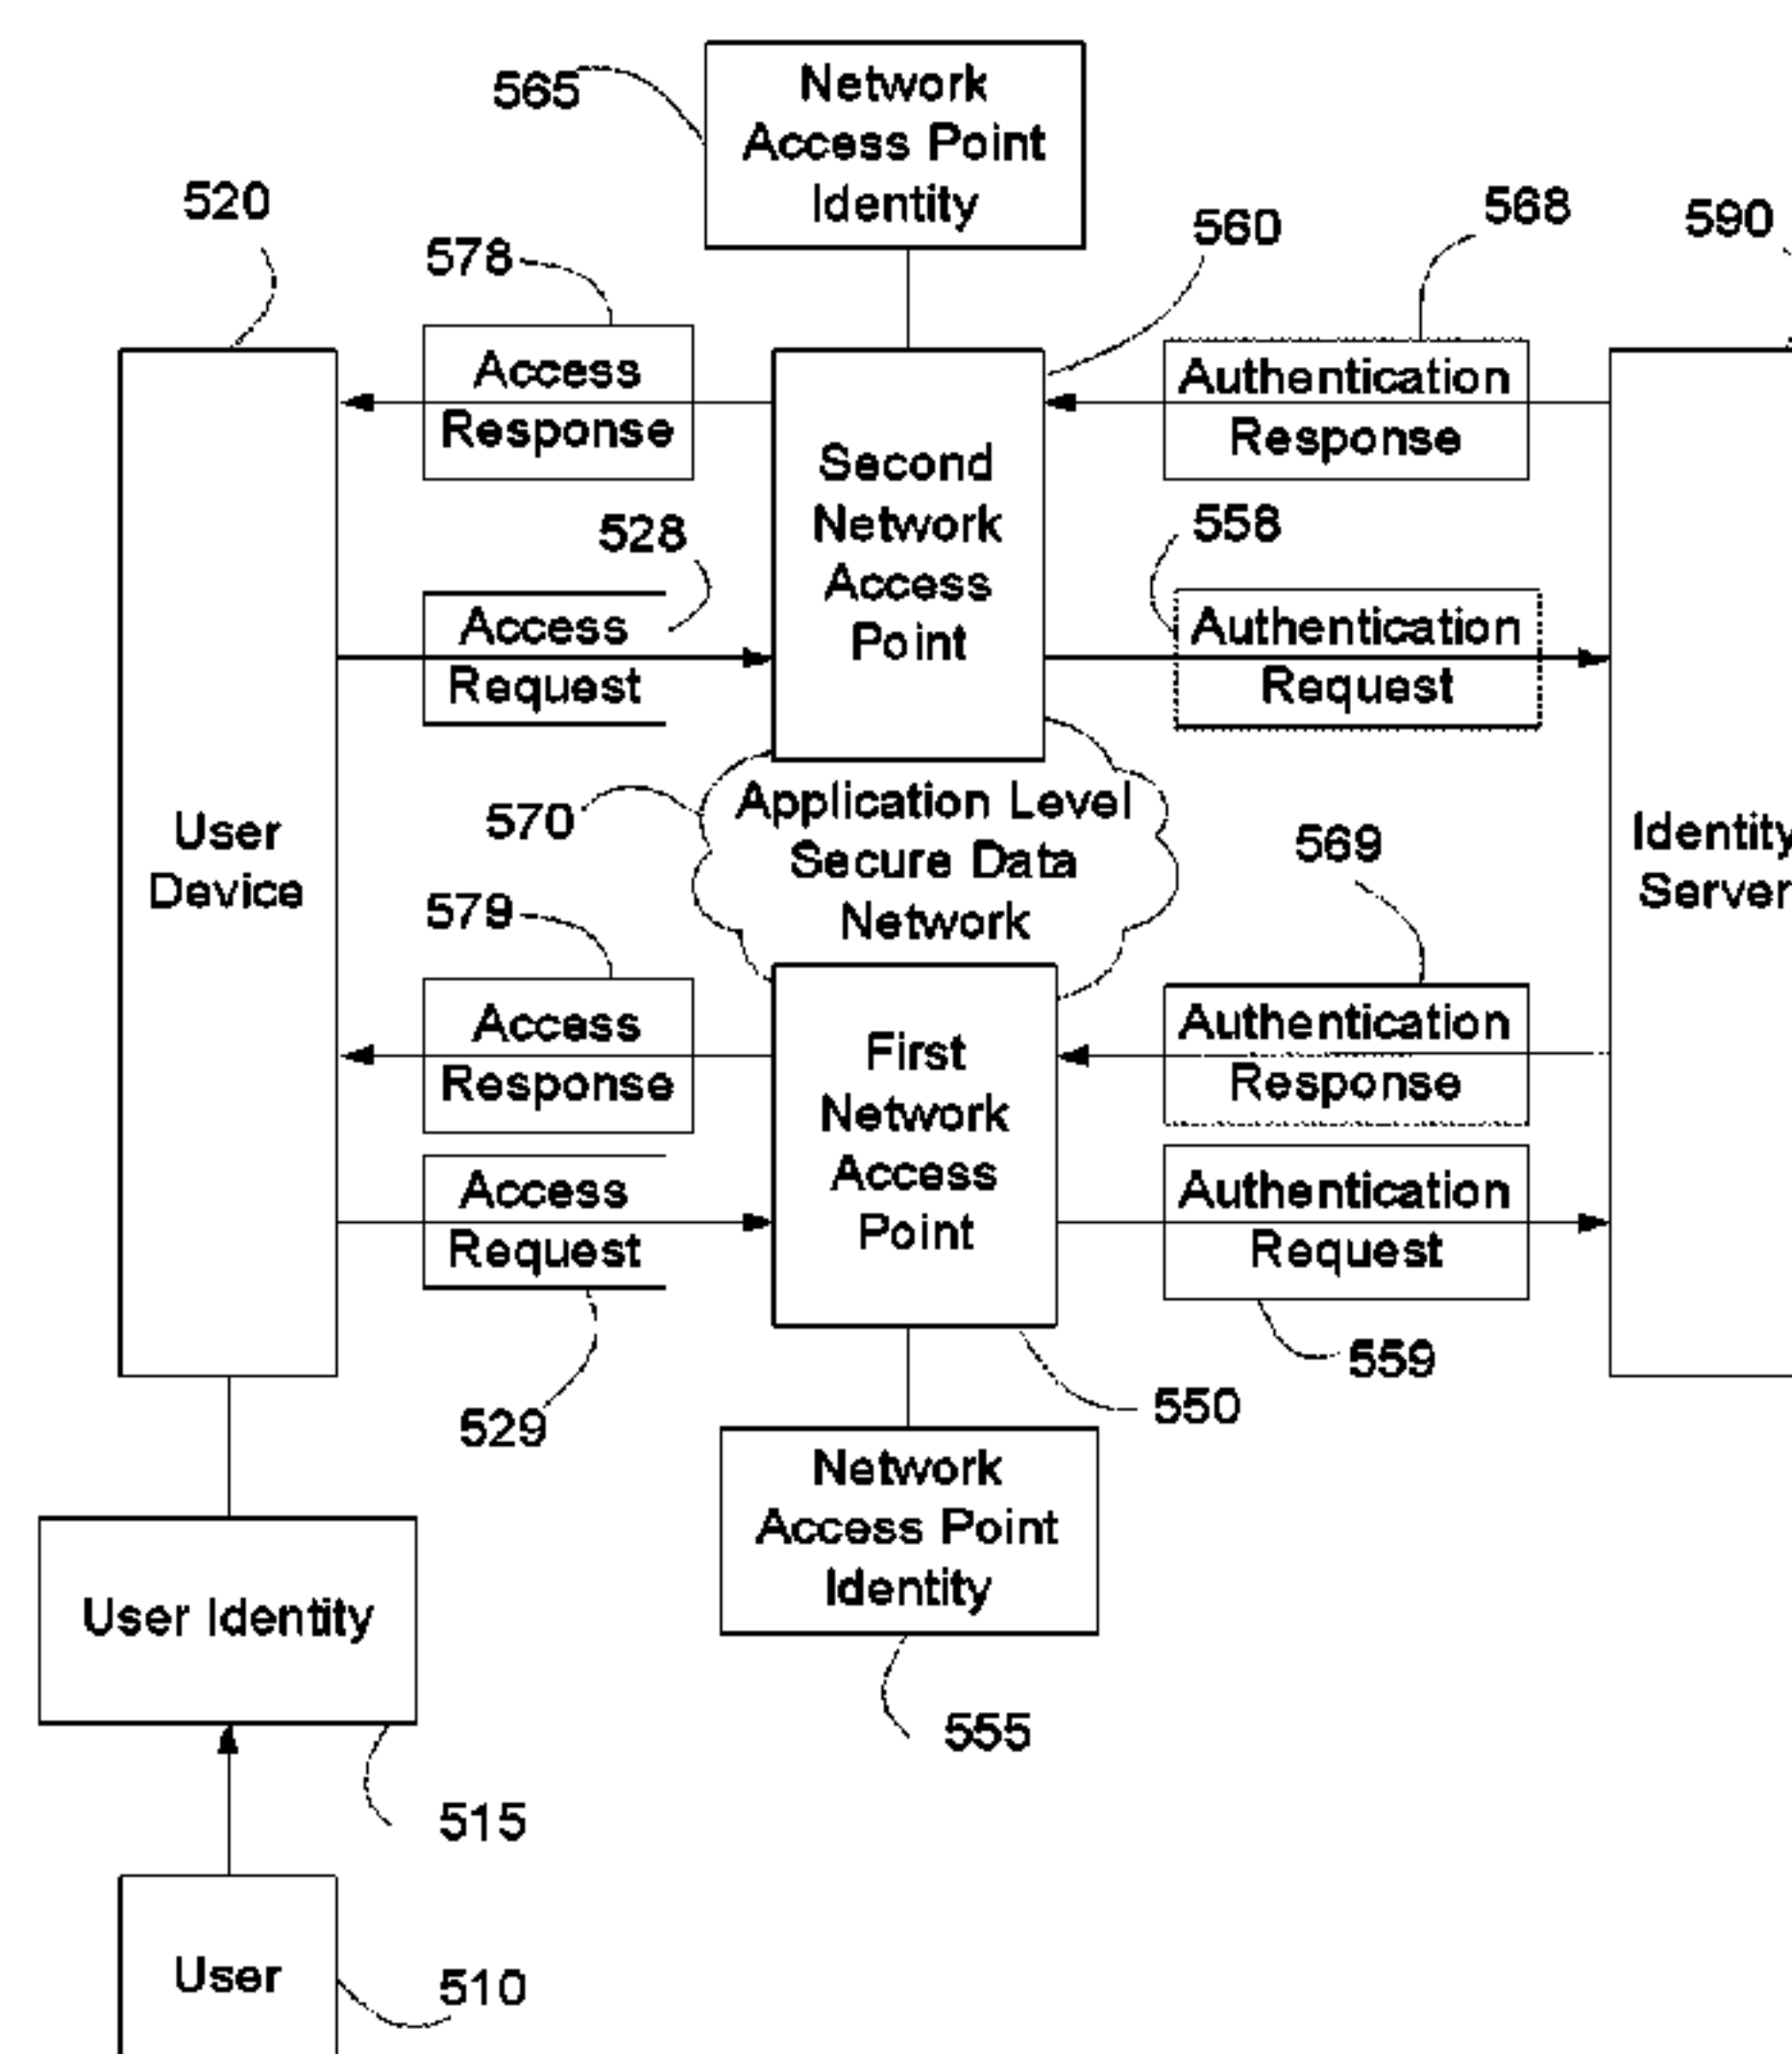 565
Network
Access Point
Identity
520
578
560
568
590
Access
Response
Second
Network
Access
Point
Authentication
Response
528
558
Access
Request
Authentication
Request
User
Device
570
Application Level
Secure Data
Network
569
Identity
Server
579
Access
Response
First
Network
Access
Point
Authentication
Response
Access
Request
Authentication
Request
529
559
550
Network
Access Point
Identity
User Identity
555
515
User
510